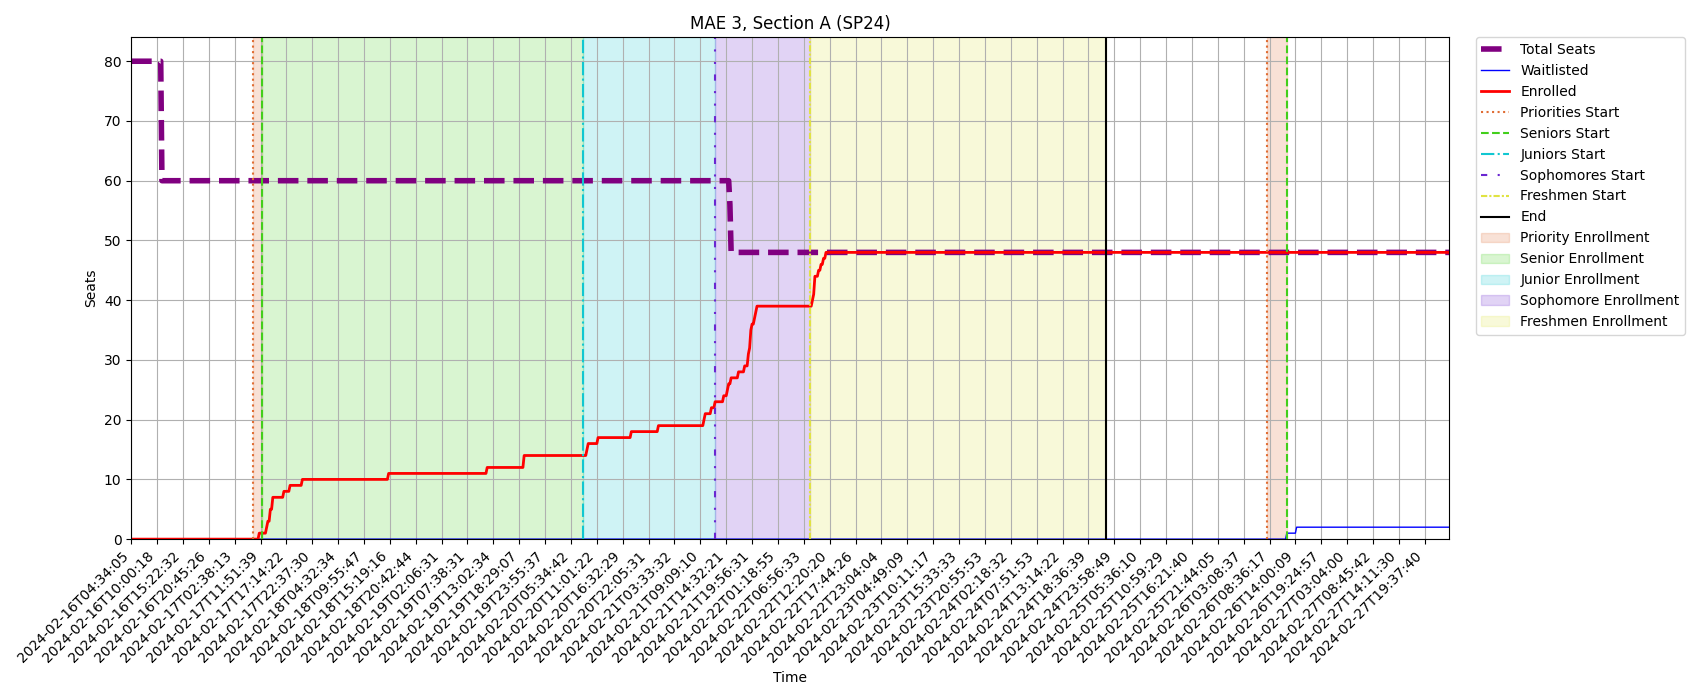 MAE 3, Section A (SP24)
Seats
80
70
60
50
40
30
20
10
0
2024-02-16T04:34:05
2024-02-16T10:00:18
2024-02-16T15:22:32
2024-02-16T20:45:26
2024-02-17T02:38:13
2024-02-17T11:51:39
2024-02-17T17:14:22
2024-02-17T22:37:30
2024-02-18T04:32:34
2024-02-18T09:55:47
2024-02-18T15:19:16
2024-02-18T20:42:44
2024-02-19T02:06:31
2024-02-19T07:38:31
2024-02-19T13:02:34
2024-02-19T18:29:07
2024-02-19T23:55:37
2024-02-20T05:34:42
2024-02-20T11:01:22
2024-02-20T16:32:29
2024-02-20T22:05:31
2024-02-21T03:33:32
2024-02-21T09:09:10
2024-02-21T14:32:21
2024-02-21T19:56:31
2024-02-22T01:18:55
2024-02-22T06:56:33
2024-02-22T12:20:20
2024-02-22T17:44:26
2024-02-22T23:04:04
2024-02-23T04:49:09
2024-02-23T10:11:17
2024-02-23T15:33:33
2024-02-23T20:55:53
2024-02-24T02:18:32
2024-02-24T07:51:53
2024-02-24T13:14:22
2024-02-24T18:36:39
2024-02-24T23:58:49
2024-02-25T05:36:10
2024-02-25T10:59:29
2024-02-25T16:21:40
2024-02-25T21:44:05
2024-02-26T03:08:37
2024-02-26T08:36:17
2024-02-26T14:00:09
2024-02-26T19:24:57
2024-02-27T03:04:00
2024-02-27T08:45:42
2024-02-27T14:11:30
2024-02-27T19:37:40
Time
Total Seats
Waitlisted
Enrolled
Priorities Start
Seniors Start
Juniors Start
Sophomores Start
Freshmen Start
End
Priority Enrollment
Senior Enrollment
Junior Enrollment
Sophomore Enrollment
Freshmen Enrollment